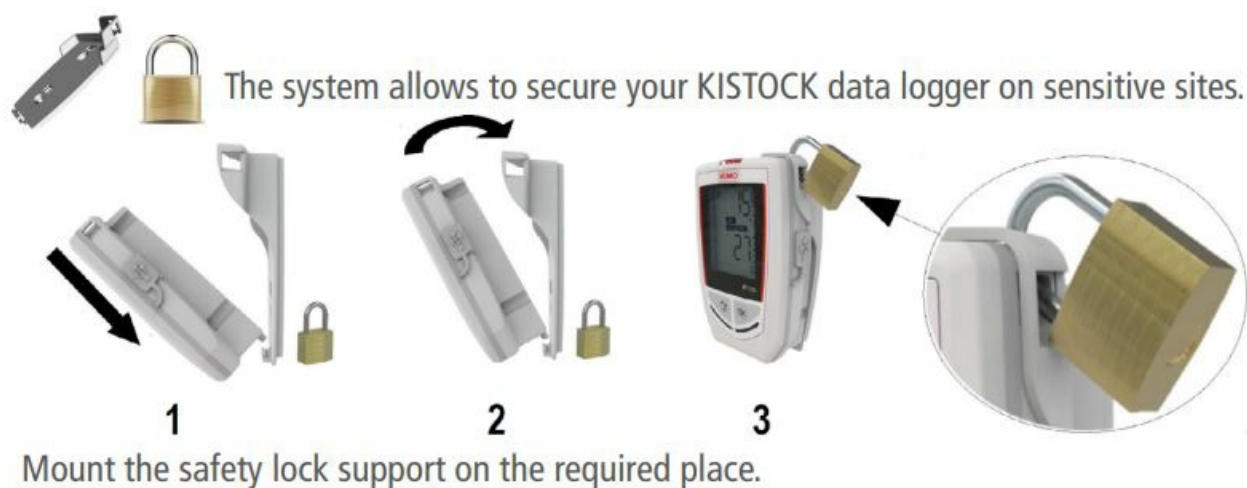 The system allows to secure your KISTOCK data logger on sensitive sites.
KIMO
1
2
3
Mount the safety lock support on the required place.